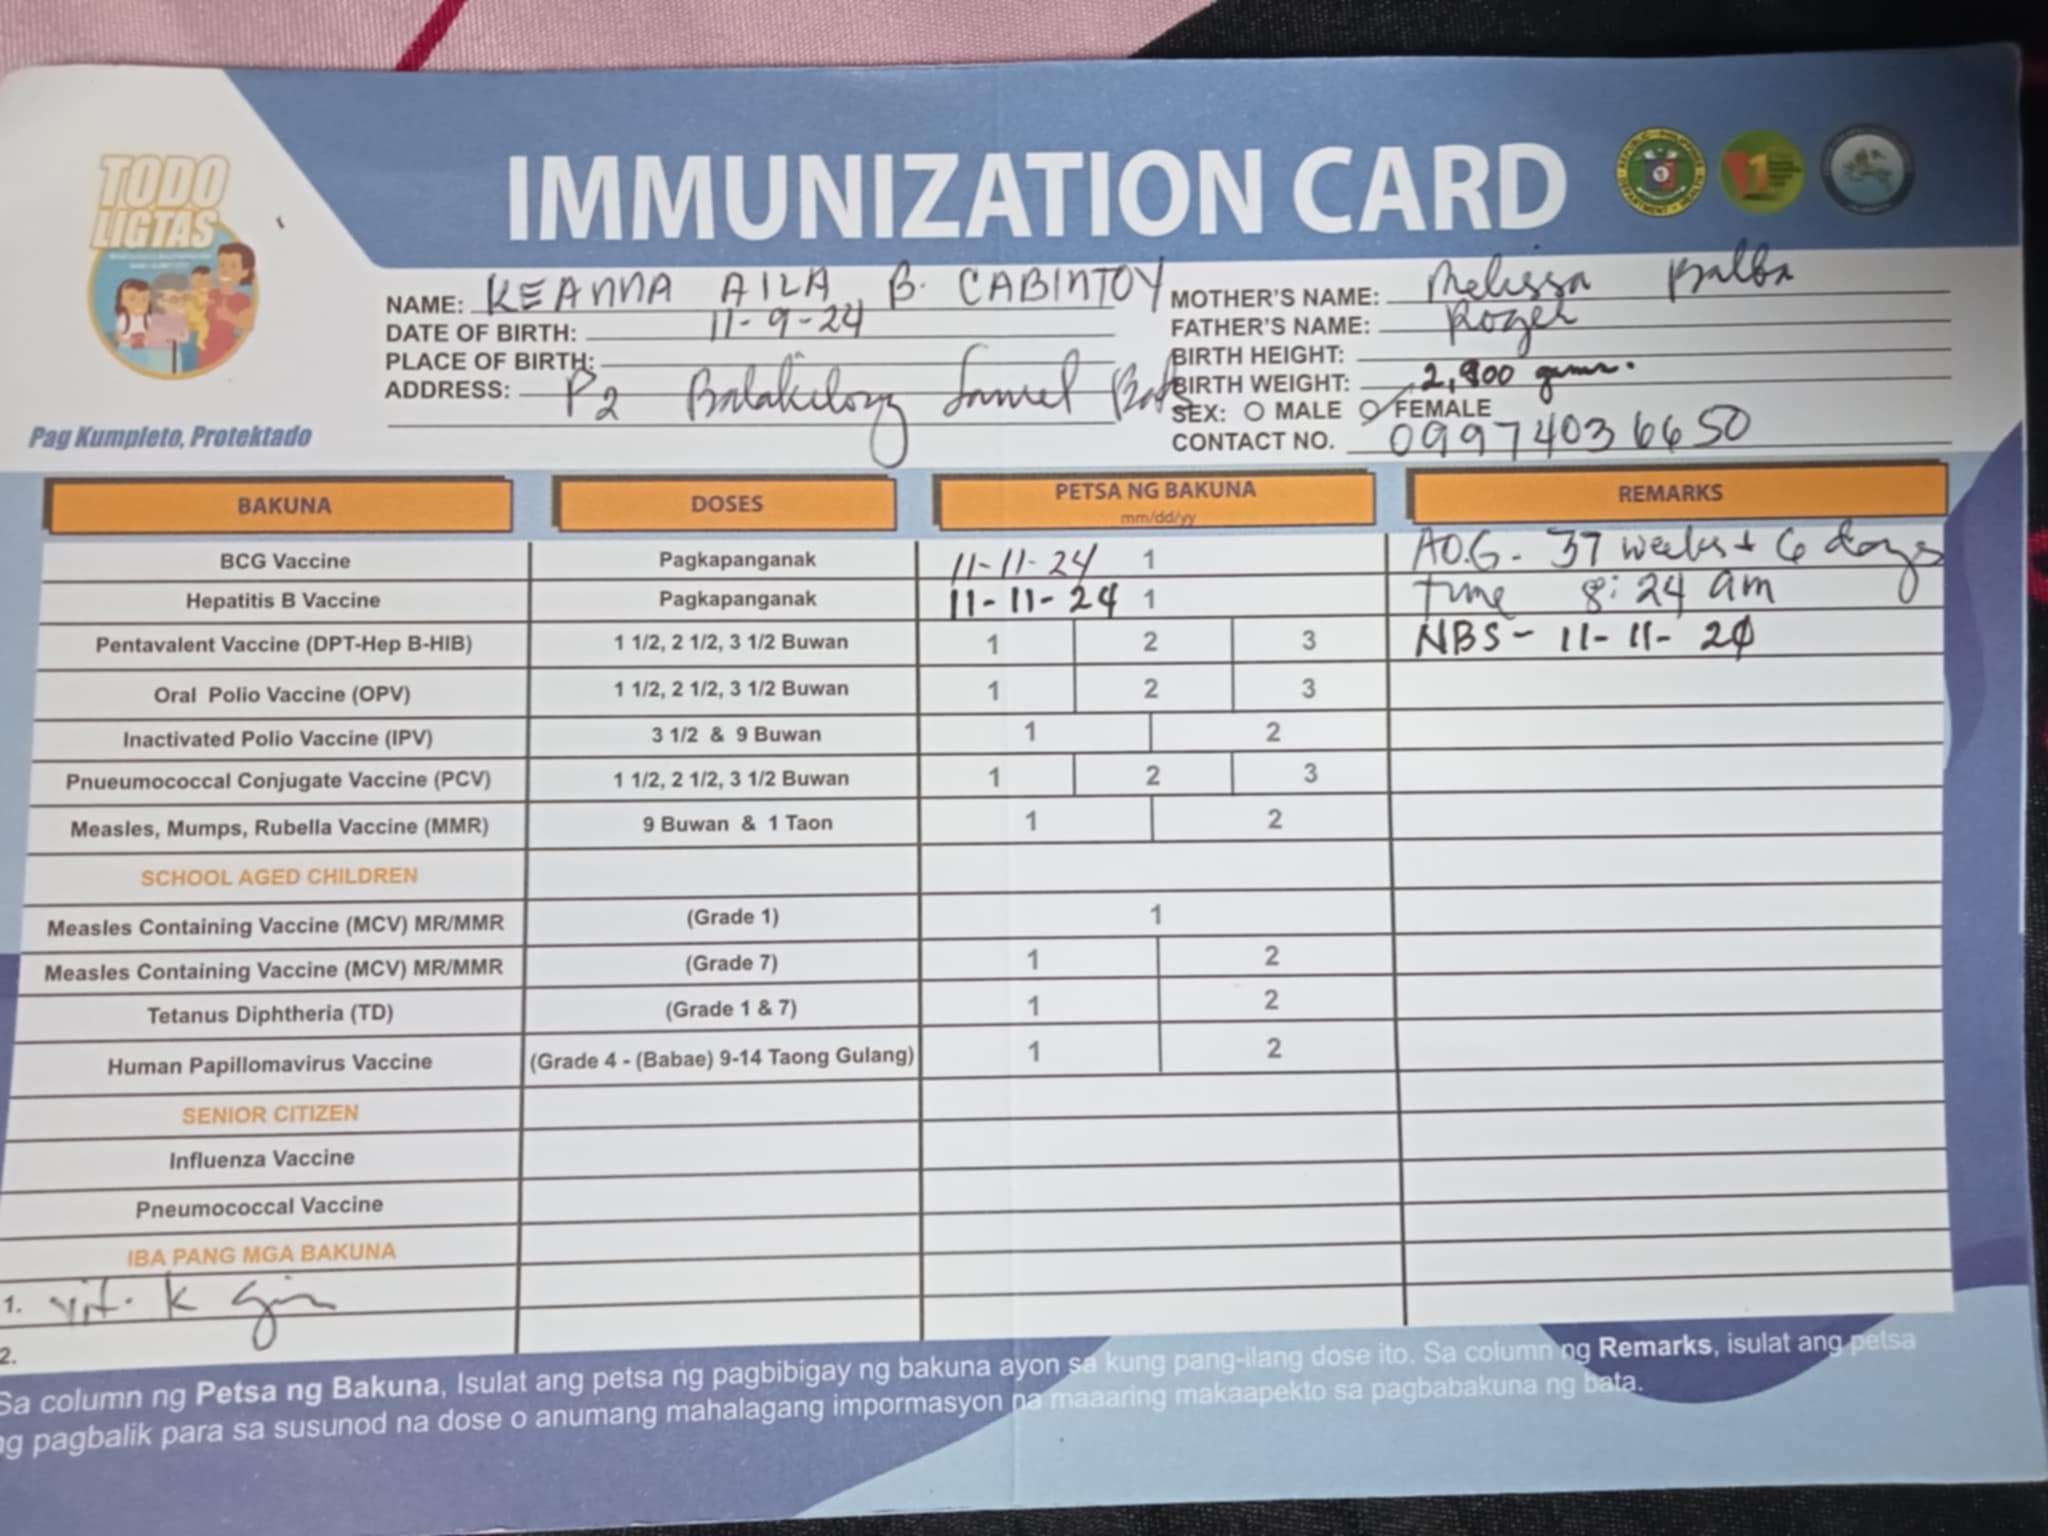 TODO
LIGTAS
Pag Kumpleto, Protektado
IMMUNIZATION CARD
NAME: KEANNA AILA B. CABINTOY
DATE OF BIRTH: 11-9-24
PLACE OF BIRTH:
ADDRESS: P2 Balakilong Laurel Bats
MOTHER'S NAME: Melissa Balba
FATHER'S NAME: Roger
BIRTH HEIGHT:
BIRTH WEIGHT: 2,900 gms.
SEX: MALE FEMALE
CONTACT NO. 09974036650
BAKUNA DOSES PETSA NG BAKUNA mm/dd/yy REMARKS
BCG Vaccine Pagkapanganak 11-11-24 1 AOG- 37 weeks + 6 days
Hepatitis B Vaccine Pagkapanganak 11-11-24 1 time 8:24 am
Pentavalent Vaccine (DPT-Hep B-HIB) 1 1/2, 2 1/2, 3 1/2 Buwan 1 2 3 NBS- 11-11-24
Oral Polio Vaccine (OPV) 1 1/2, 2 1/2, 3 1/2 Buwan 1 2 3
Inactivated Polio Vaccine (IPV) 3 1/2 & 9 Buwan 1 2
Pnueumococcal Conjugate Vaccine (PCV) 1 1/2, 2 1/2, 3 1/2 Buwan 1 2 3
Measles, Mumps, Rubella Vaccine (MMR) 9 Buwan & 1 Taon 1 2
SCHOOL AGED CHILDREN
Measles Containing Vaccine (MCV) MR/MMR (Grade 1) 1
Measles Containing Vaccine (MCV) MR/MMR (Grade 7) 1 2
Tetanus Diphtheria (TD) (Grade 1 & 7) 1 2
Human Papillomavirus Vaccine (Grade 4 - (Babae) 9-14 Taong Gulang) 1 2
SENIOR CITIZEN
Influenza Vaccine
Pneumococcal Vaccine
IBA PANG MGA BAKUNA
1. Vit. K
2.
Sa column ng Petsa ng Bakuna, Isulat ang petsa ng pagbibigay ng bakuna ayon sa kung pang-ilang dose ito. Sa column ng Remarks, isulat ang petsa
ng pagbalik para sa susunod na dose o anumang mahalagang impormasyon na maaaring makaapekto sa pagbabakuna ng bata.